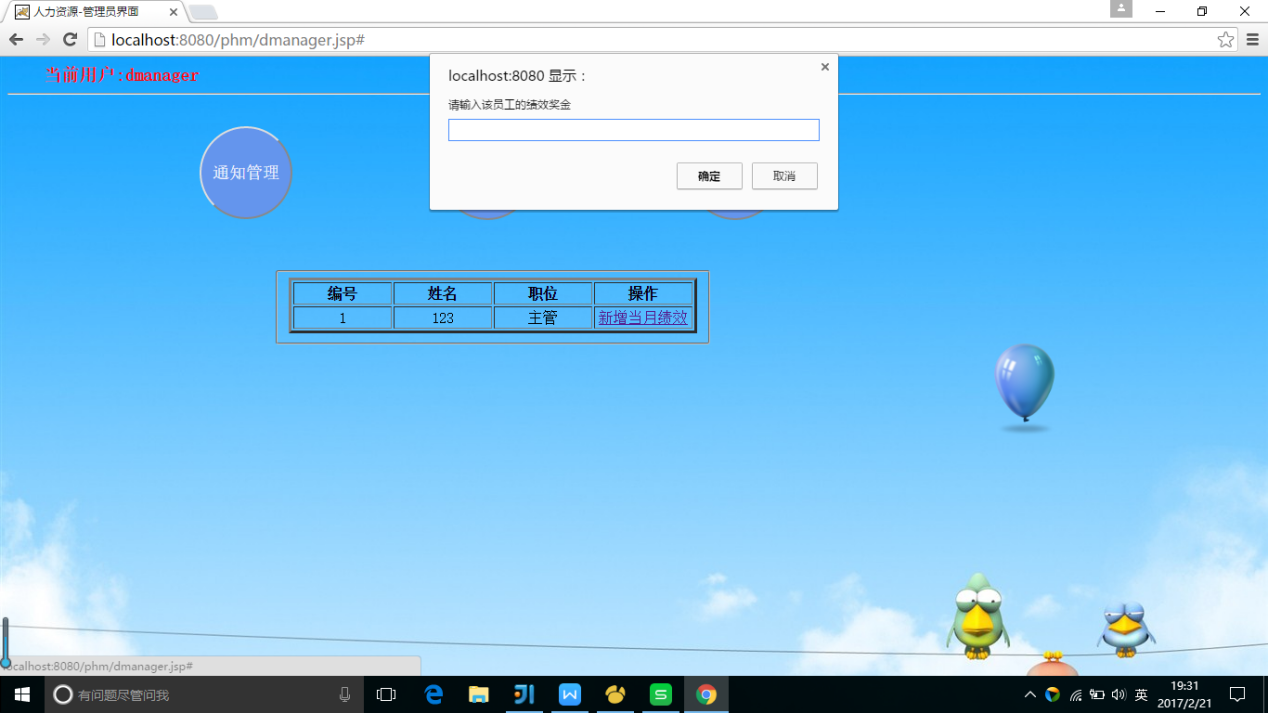 人力资源-管理员界面
localhost:8080/phm/dmanager.jsp#
当前用户:dmanager
localhost:8080 显示：
请输入该员工的绩效奖金
确定 取消
通知管理
编号 姓名 职位 操作
1 123 主管 新增当月绩效
localhost:8080/phm/dmanager.jsp#
有问题尽管问我
英
19:31
2017/2/21